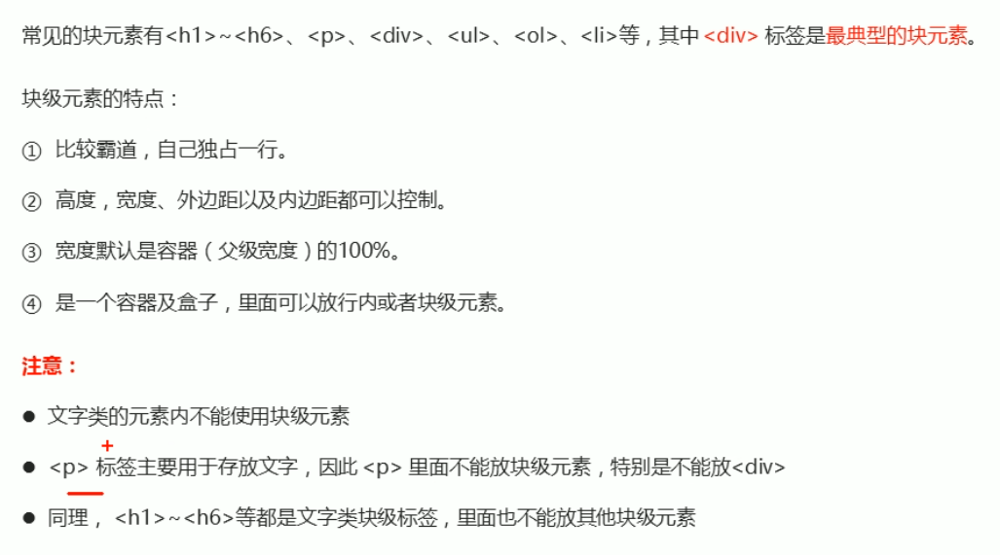 常见的块元素有<h1>~<h6>、<p>、<div>、<ul>、<ol>、<li>等，其中<div> 标签是最典型的块元素。
块级元素的特点：
① 比较霸道，自己独占一行。
② 高度，宽度、外边距以及内边距都可以控制。
③ 宽度默认是容器（父级宽度）的100%。
④ 是一个容器及盒子，里面可以放行内或者块级元素。
注意：
● 文字类的元素内不能使用块级元素
● <p> 标签主要用于存放文字，因此 <p> 里面不能放块级元素，特别是不能放<div>
● 同理， <h1>~<h6>等都是文字类块级标签，里面也不能放其他块级元素